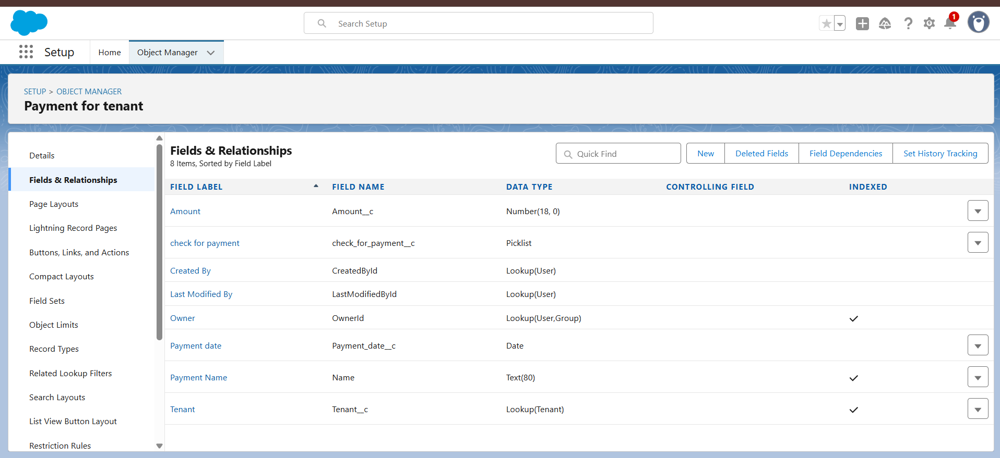 Search Setup
1
Setup
Home
Object Manager
SETUP > OBJECT MANAGER
Payment for tenant
Details
Fields & Relationships
Page Layouts
Lightning Record Pages
Buttons, Links, and Actions
Compact Layouts
Field Sets
Object Limits
Record Types
Related Lookup Filters
Search Layouts
List View Button Layout
Restriction Rules
Fields & Relationships
8 Items, Sorted by Field Label
Quick Find
New
Deleted Fields
Field Dependencies
Set History Tracking
FIELD LABEL FIELD NAME DATA TYPE CONTROLLING FIELD INDEXED
Amount Amount__c Number(18, 0)
check for payment check_for_payment__c Picklist
Created By CreatedById Lookup(User)
Last Modified By LastModifiedById Lookup(User)
Owner OwnerId Lookup(User,Group)
Payment date Payment_date__c Date
Payment Name Name Text(80)
Tenant Tenant__c Lookup(Tenant)